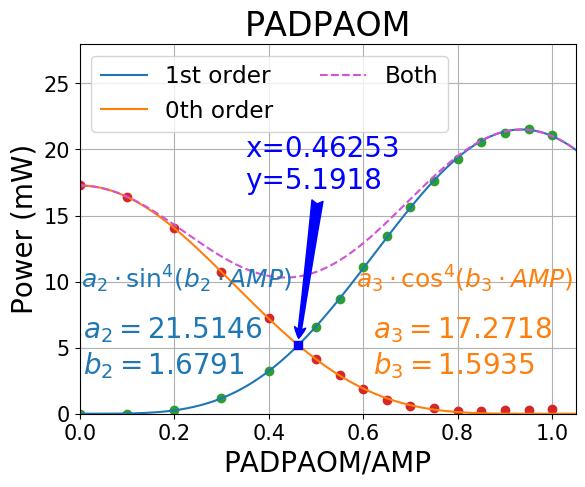 PADPAOM
1st order
0th order
Both
x=0.46253
y=5.1918
a₂ · sin⁴(b₂ · AMP)
a₂ = 21.5146
b₂ = 1.6791
a₃ · cos⁴(b₃ · AMP)
a₃ = 17.2718
b₃ = 1.5935
Power (mW)
25
20
15
10
5
0
0.0 0.2 0.4 0.6 0.8 1.0
PADPAOM/AMP